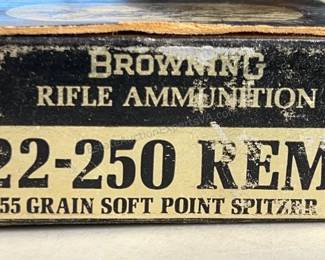 BROWNING
RIFLE AMMUNITION
22-250 REM
55 GRAIN SOFT POINT SPITZER